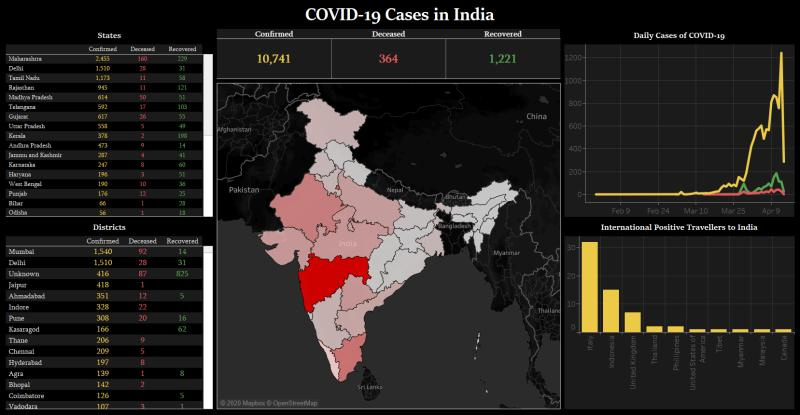 COVID-19 Cases in India
States
Confirmed Deceased Recovered
Maharashtra 2,455 160 229
Delhi 1,510 28 31
Tamil Nadu 1,173 11 58
Rajasthan 945 11 121
Madhya Pradesh 614 50 51
Telangana 592 17 103
Gujarat 617 26 55
Uttar Pradesh 558 5 49
Kerala 378 2 198
Andhra Pradesh 473 9 14
Jammu and Kashmir 287 4 41
Karnataka 247 8 60
Haryana 196 3 51
West Bengal 190 10 36
Punjab 176 12 25
Bihar 66 1 28
Odisha 56 1 18
Districts
Confirmed Deceased Recovered
Mumbai 1,540 92 14
Delhi 1,510 28 31
Unknown 416 87 825
Jaipur 418 1
Ahmadabad 351 12 5
Indore 328 22
Pune 308 20 16
Kasaragod 166 62
Thane 206 9
Chennai 209 5
Hyderabad 197 8
Agra 139 1 8
Bhopal 142 2
Coimbatore 126 5
Vadodara 107 3 1
Confirmed Deceased Recovered
10,741 364 1,221
Afghanistan
China
Pakistan
Nepal
Bhutan
Bangladesh
India
Myanmar
Thailand
Sri Lanka
© 2020 Mapbox © OpenStreetMap
Daily Cases of COVID-19
1200
1000
800
600
400
200
0
Feb 9 Feb 24 Mar 10 Mar 25 Apr 9
International Positive Travellers to India
30
20
10
0
Italy
Indonesia
United Kingdom
Thailand
Phillipines
United States of America
Tibet
Myanmar
Malaysia
Canada